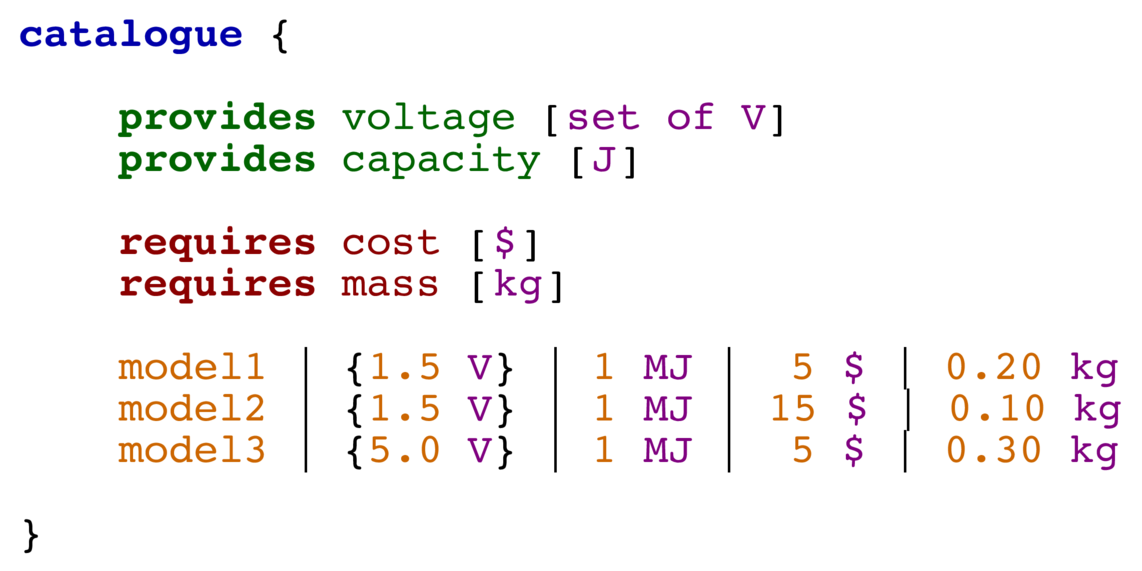 catalogue {
provides voltage [set of V]
provides capacity [J]
requires cost [$]
requires mass [kg]
model1 | {1.5 V} | 1 MJ | 5 $ | 0.20 kg
model2 | {1.5 V} | 1 MJ | 15 $ | 0.10 kg
model3 | {5.0 V} | 1 MJ | 5 $ | 0.30 kg
}